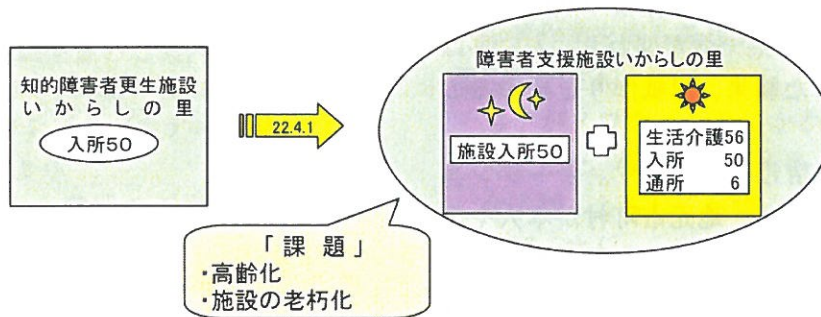 知的障害者更生施設
いからしの里
入所50
22.4.1
障害者支援施設いからしの里
施設入所50
生活介護56
入所 50
通所 6
「課 題」
・高齢化
・施設の老朽化